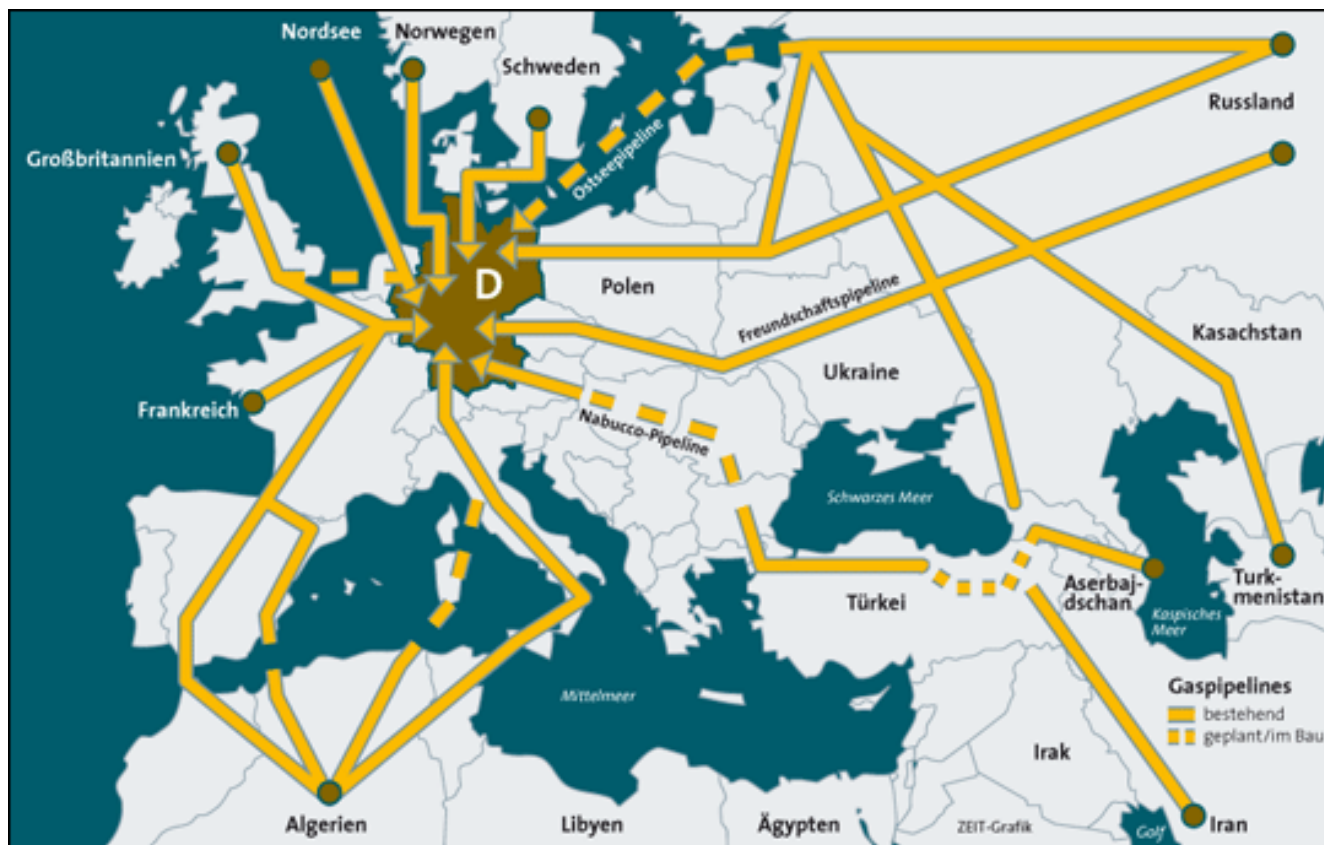 Nordsee
Norwegen
Schweden
Russland
Großbritannien
Ostseepipeline
D
Polen
Freundschaftspipeline
Kasachstan
Ukraine
Frankreich
Nabucco-Pipeline
Schwarzes Meer
Türkei
Aserbaj-
dschan
Turk-
menistan
Kaspisches
Meer
Mittelmeer
Gaspipelines
bestehend
geplant/im Bau
Irak
Algerien
Libyen
Ägypten
ZEIT-Grafik
Golf
Iran